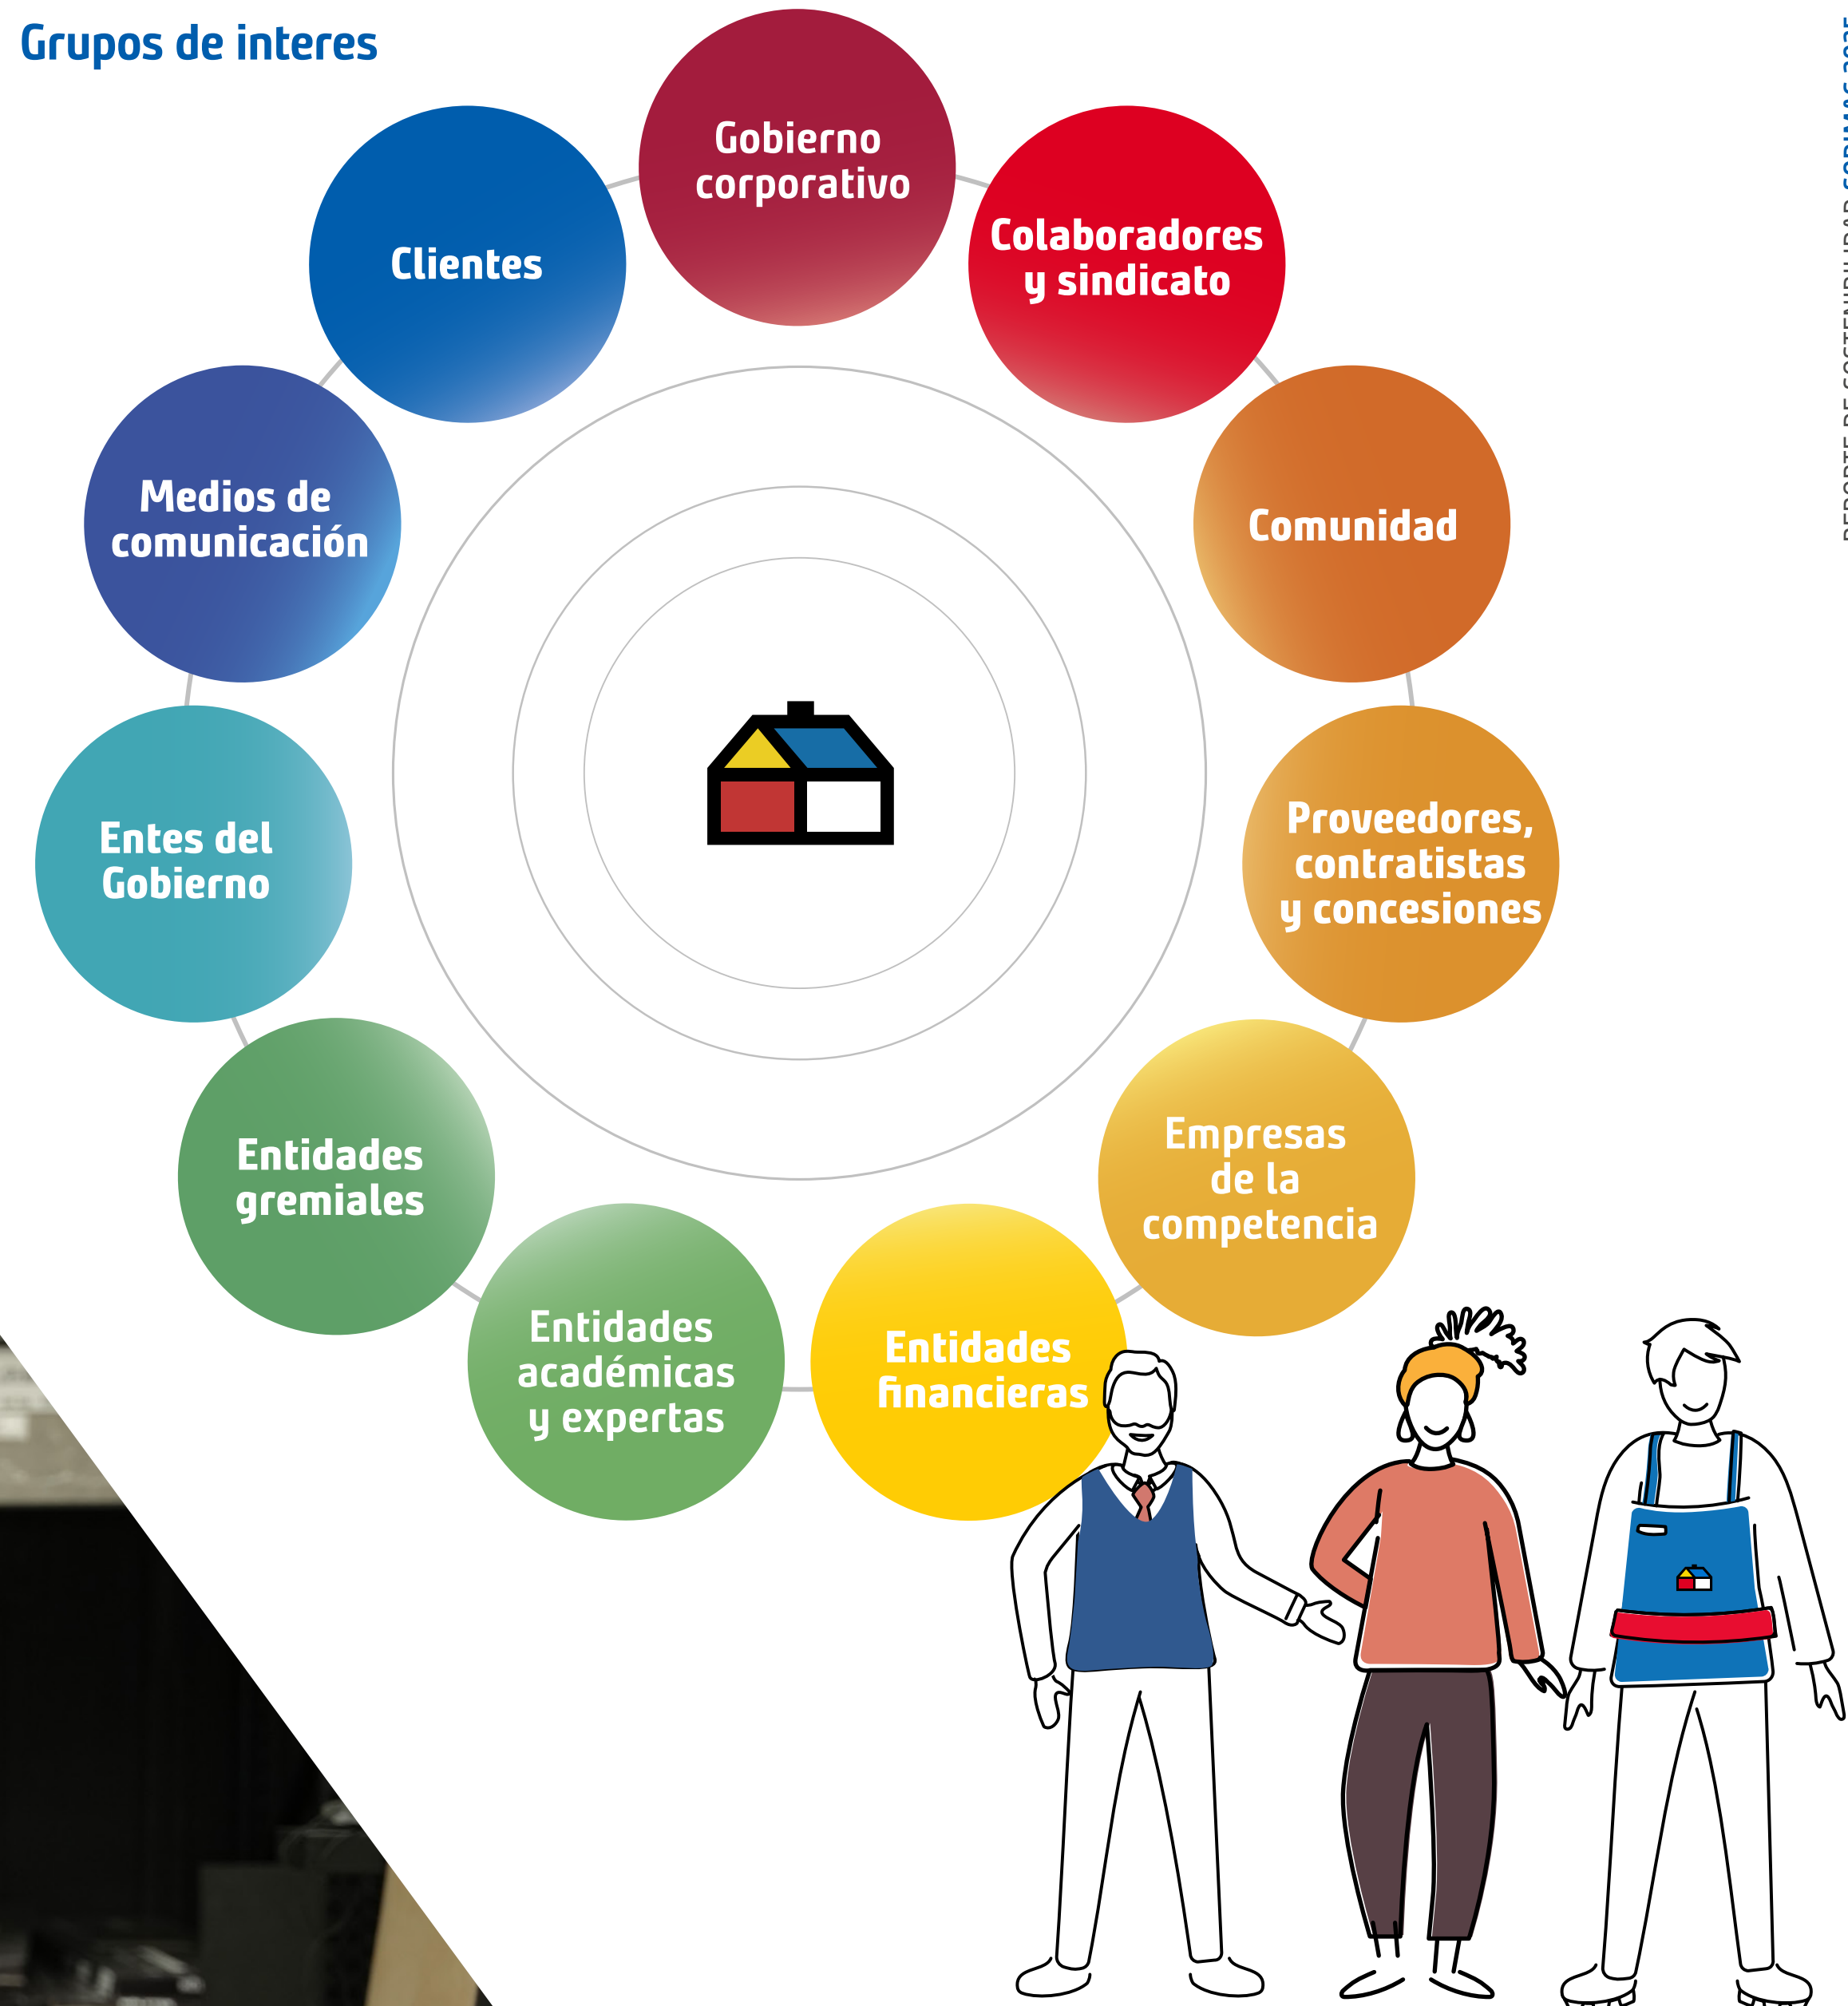 Grupos de interes
Gobierno
corporativo
Colaboradores
y sindicato
Comunidad
Proveedores,
contratistas
y concesiones
Empresas
de la
competencia
Entidades
financieras
Entidades
académicas
y expertas
Entidades
gremiales
Entes del
Gobierno
Medios de
comunicación
Clientes